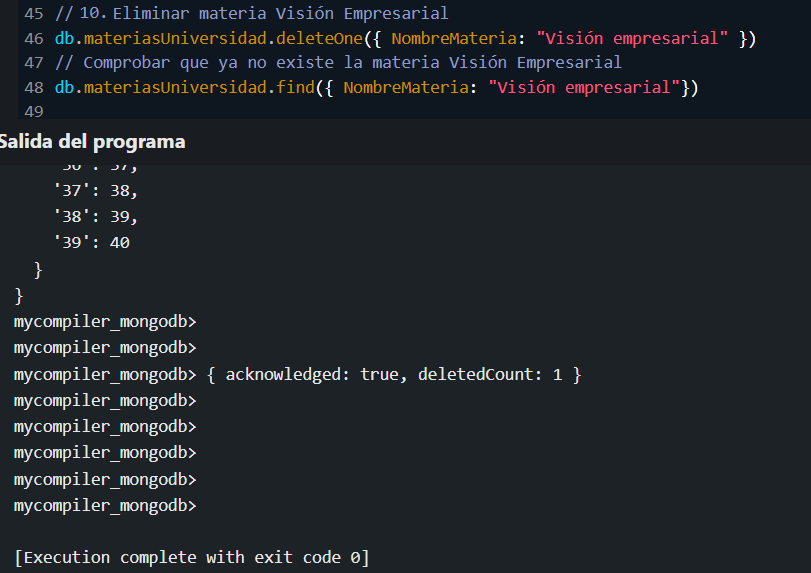 45 // 10. Eliminar materia Visión Empresarial
46 db.materiasUniversidad.deleteOne({ NombreMateria: "Visión empresarial" })
47 // Comprobar que ya no existe la materia Visión Empresarial
48 db.materiasUniversidad.find({ NombreMateria: "Visión empresarial"})
49
Salida del programa
'36': 37,
'37': 38,
'38': 39,
'39': 40
}
}
mycompiler_mongodb>
mycompiler_mongodb>
mycompiler_mongodb> { acknowledged: true, deletedCount: 1 }
mycompiler_mongodb>
mycompiler_mongodb>
mycompiler_mongodb>
mycompiler_mongodb>
mycompiler_mongodb>
[Execution complete with exit code 0]